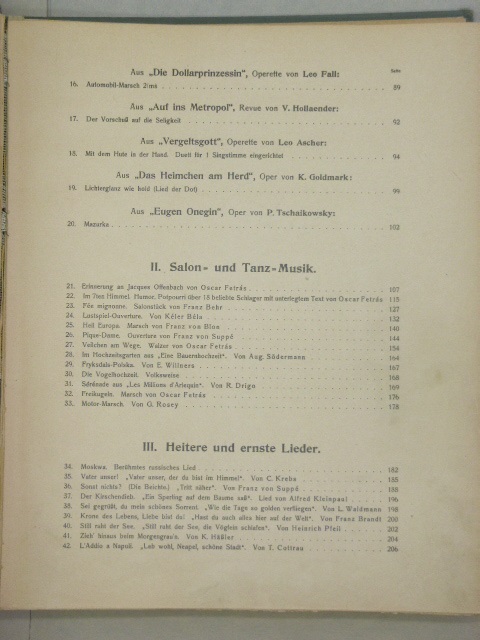 Aus „Die Dollarprinzessin", Operette von Leo Fall: Seite
16. Automobil-Marsch 2/ms 89
Aus „Auf ins Metropol", Revue von V. Hollaender:
17. Der Vorschuß auf die Seligkeit 92
Aus „Vergeltsgott", Operette von Leo Ascher:
18. Mit dem Hute in der Hand. Duett für 1 Singstimme eingerichtet 94
Aus „Das Heimchen am Herd", Oper von K. Goldmark:
19. Lichterglanz wie hold (Lied der Dot) 99
Aus „Eugen Onegin", Oper von P. Tschaikowsky:
20. Mazurka 102
II. Salon- und Tanz-Musik.
21. Erinnerung an Jacques Offenbach von Oscar Fetrás 107
22. Im 7ten Himmel. Humor. Potpourri über 18 beliebte Schlager mit unterlegtem Text von Oscar Fetrás 115
23. Fée mignonne. Salonstück von Franz Behr 127
24. Lustspiel-Ouverture. Von Kéler Béla 132
25. Heil Europa. Marsch von Franz von Blon 140
26. Pique-Dame. Ouverture von Franz von Suppé 144
27. Veilchen am Wege. Walzer von Oscar Fetrás 154
28. Im Hochzeitsgarten aus „Eine Bauernhochzeit". Von Aug. Södermann 164
29. Fryksdals-Polska. Von E. Willners 167
30. Die Vogelhochzeit. Volksweise 168
31. Sérénade aus „Les Millions d'Arlequin". Von R. Drigo 169
32. Freikugeln. Marsch von Oscar Fetrás 176
33. Motor-Marsch. Von G. Rosey 178
III. Heitere und ernste Lieder.
34. Moskwa. Berühmtes russisches Lied 182
35. Vater unser! „Vater unser, der du bist im Himmel". Von C. Krebs 185
36. Sonst nichts? (Die Beichte.) „Tritt näher". Von Franz von Suppé 188
37. Der Kirschendieb. „Ein Sperling auf dem Baume saß". Lied von Alfred Kleinpaul 196
38. Sei gegrüßt, du mein schönes Sorrent. „Wie die Tage so golden verfliegen". Von L. Waldmann 198
39. Krone des Lebens, Liebe bist du! „Hast du auch alles hier auf der Welt". Von Franz Brandt 200
40. Still ruht der See. „Still ruht der See, die Vöglein schlafen". Von Heinrich Pfeil 202
41. Zieh' hinaus beim Morgengrau'n. Von K. Häßler 204
42. L'Addio a Napoli. „Leb wohl, Neapel, schöne Stadt". Von T. Cottrau 206